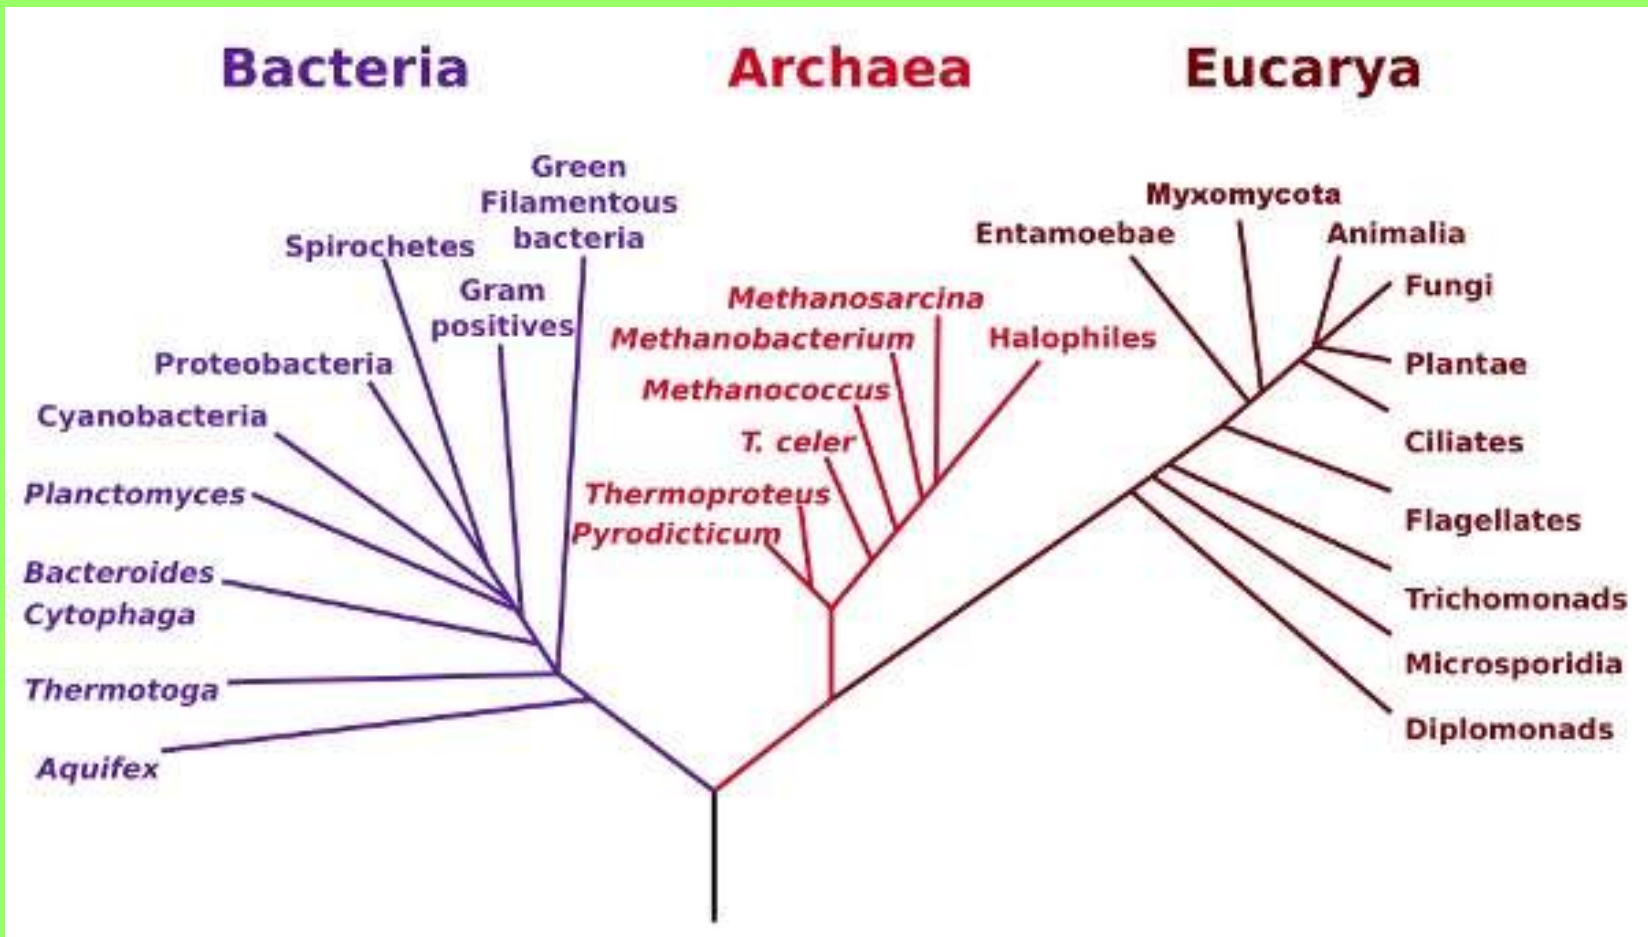 Bacteria
Archaea
Eucarya
Green
Filamentous
bacteria
Spirochetes
Gram
positives
Proteobacteria
Cyanobacteria
Planctomyces
Bacteroides
Cytophaga
Thermotoga
Aquifex
Methanosarcina
Methanobacterium
Halophiles
Methanococcus
T. celer
Thermoproteus
Pyrodicticum
Myxomycota
Entamoebae
Animalia
Fungi
Plantae
Ciliates
Flagellates
Trichomonads
Microsporidia
Diplomonads